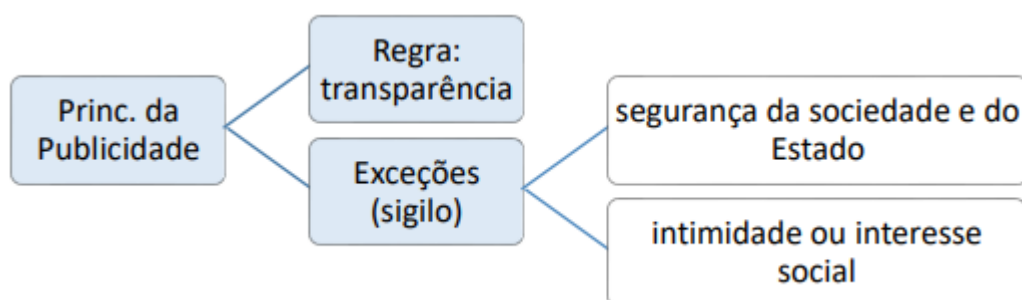 Princ. da
Publicidade
Regra:
transparência
Exceções
(sigilo)
segurança da sociedade e do
Estado
intimidade ou interesse
social